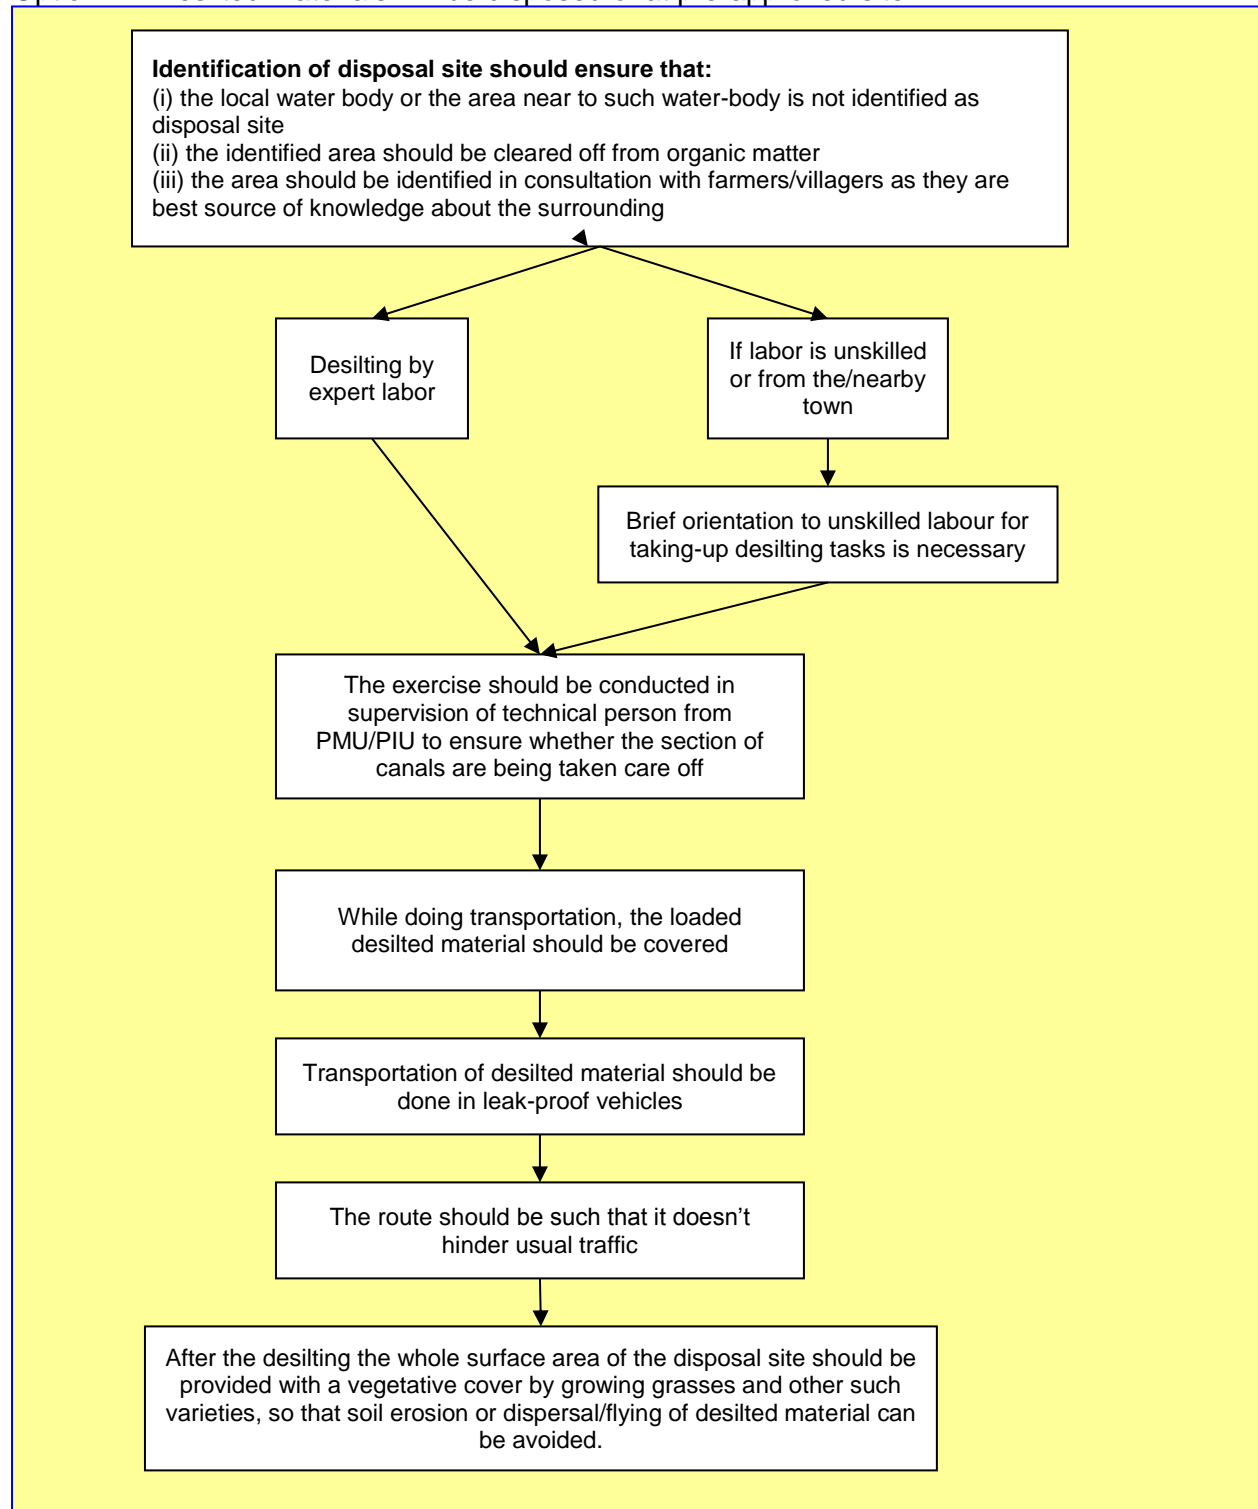 Identification of disposal site should ensure that:
(i) the local water body or the area near to such water-body is not identified as
disposal site
(ii) the identified area should be cleared off from organic matter
(iii) the area should be identified in consultation with farmers/villagers as they are
best source of knowledge about the surrounding
Desilting by
expert labor
If labor is unskilled
or from the/nearby
town
Brief orientation to unskilled labour for
taking-up desilting tasks is necessary
The exercise should be conducted in
supervision of technical person from
PMU/PIU to ensure whether the section of
canals are being taken care off
While doing transportation, the loaded
desilted material should be covered
Transportation of desilted material should be
done in leak-proof vehicles
The route should be such that it doesn’t
hinder usual traffic
After the desilting the whole surface area of the disposal site should be
provided with a vegetative cover by growing grasses and other such
varieties, so that soil erosion or dispersal/flying of desilted material can
be avoided.